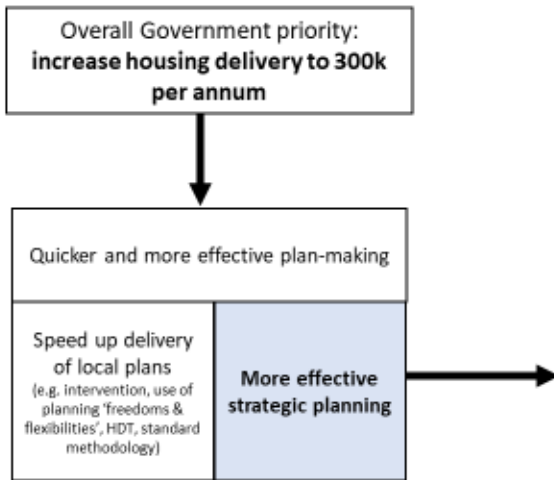 Overall Government priority:
increase housing delivery to 300k
per annum
Quicker and more effective plan-making
Speed up delivery
of local plans
(e.g. intervention, use of
planning 'freedoms &
flexibilities', HDT, standard
methodology)
More effective
strategic planning